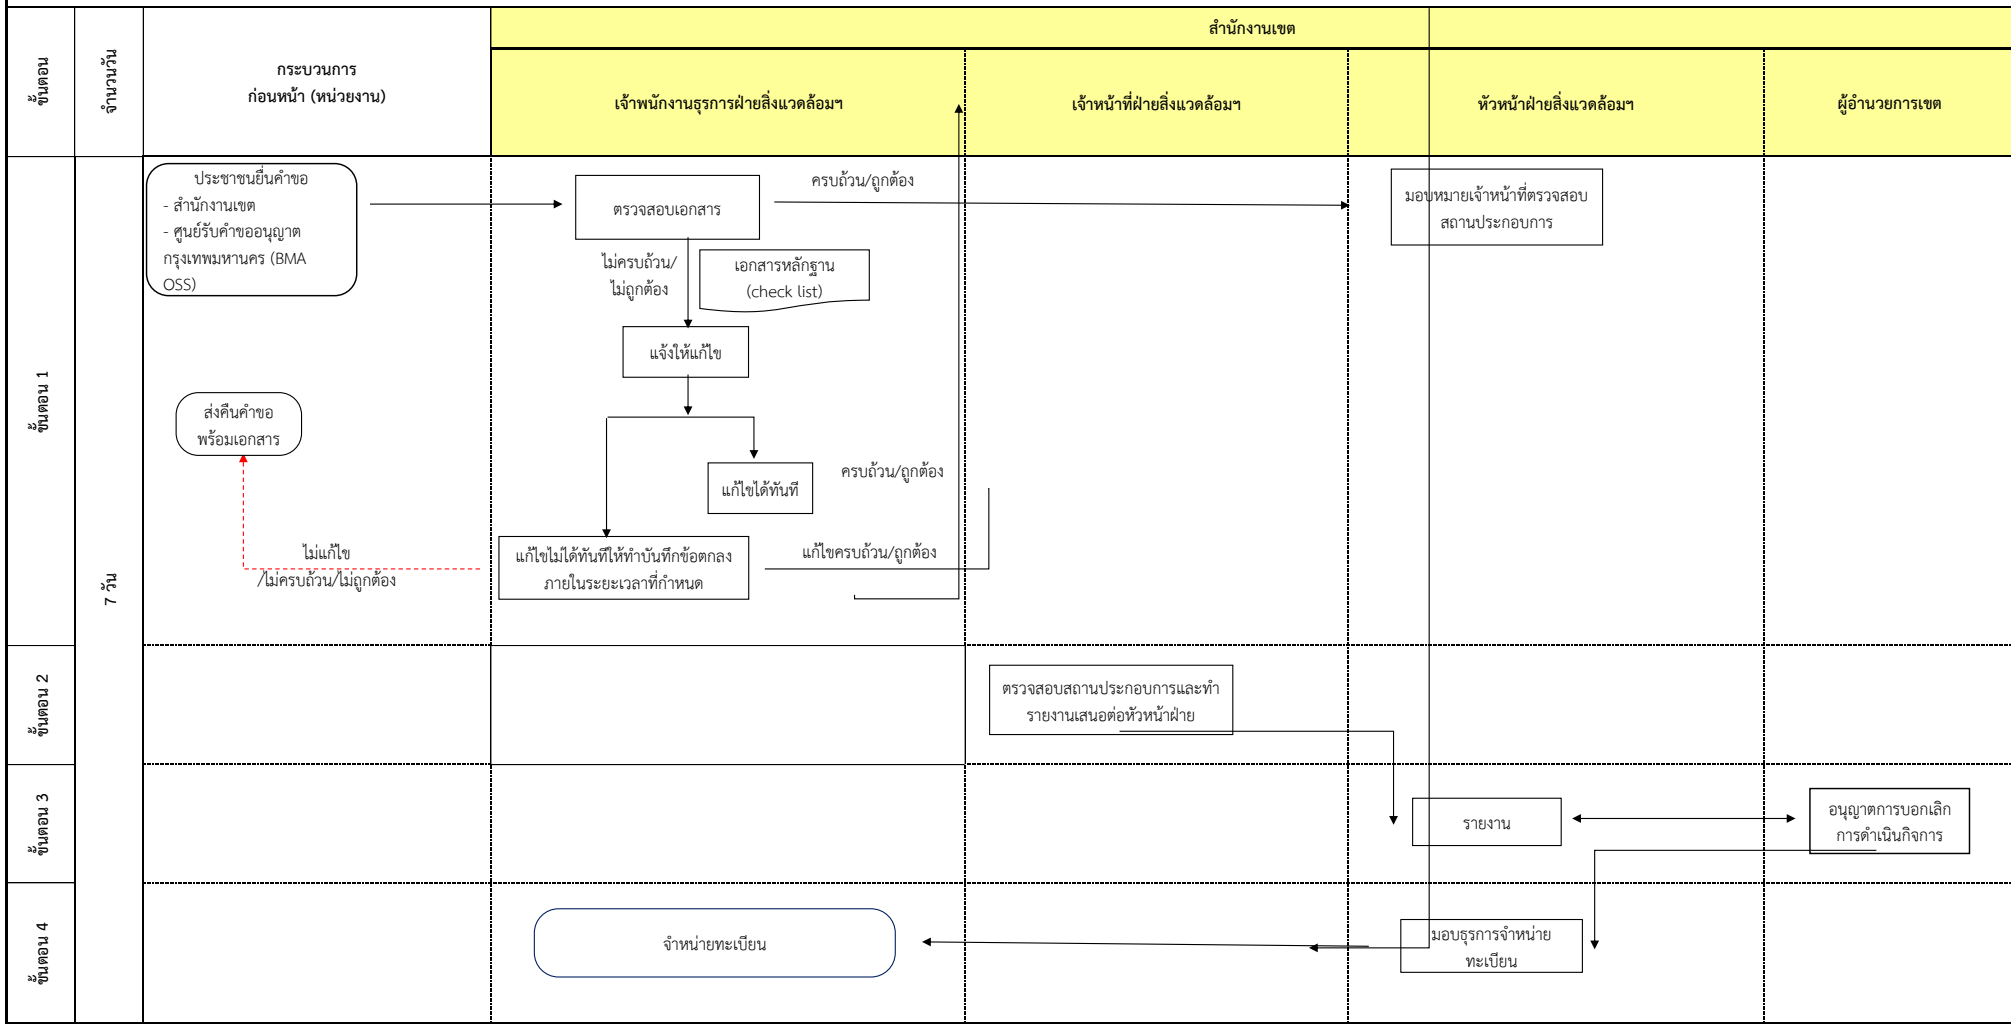 สำนักงานเขต
ขั้นตอน
จำนวนวัน
กระบวนการ
ก่อนหน้า (หน่วยงาน)
เจ้าพนักงานธุรการฝ่ายสิ่งแวดล้อมฯ
เจ้าหน้าที่ฝ่ายสิ่งแวดล้อมฯ
หัวหน้าฝ่ายสิ่งแวดล้อมฯ
ผู้อำนวยการเขต
ขั้นตอน 1
7 วัน
ประชาชนยื่นคำขอ
- สำนักงานเขต
- ศูนย์รับคำขออนุญาต
กรุงเทพมหานคร (BMA
OSS)
ตรวจสอบเอกสาร
ครบถ้วน/ถูกต้อง
มอบหมายเจ้าหน้าที่ตรวจสอบ
สถานประกอบการ
ไม่ครบถ้วน/
ไม่ถูกต้อง
เอกสารหลักฐาน
(check list)
แจ้งให้แก้ไข
ส่งคืนคำขอ
พร้อมเอกสาร
แก้ไขได้ทันที
ครบถ้วน/ถูกต้อง
ไม่แก้ไข
/ไม่ครบถ้วน/ไม่ถูกต้อง
แก้ไขไม่ได้ทันทีให้ทำบันทึกข้อตกลง
ภายในระยะเวลาที่กำหนด
แก้ไขครบถ้วน/ถูกต้อง
ขั้นตอน 2
ตรวจสอบสถานประกอบการและทำ
รายงานเสนอต่อหัวหน้าฝ่าย
ขั้นตอน 3
รายงาน
อนุญาตการบอกเลิก
การดำเนินกิจการ
ขั้นตอน 4
จำหน่ายทะเบียน
มอบธุรการจำหน่าย
ทะเบียน